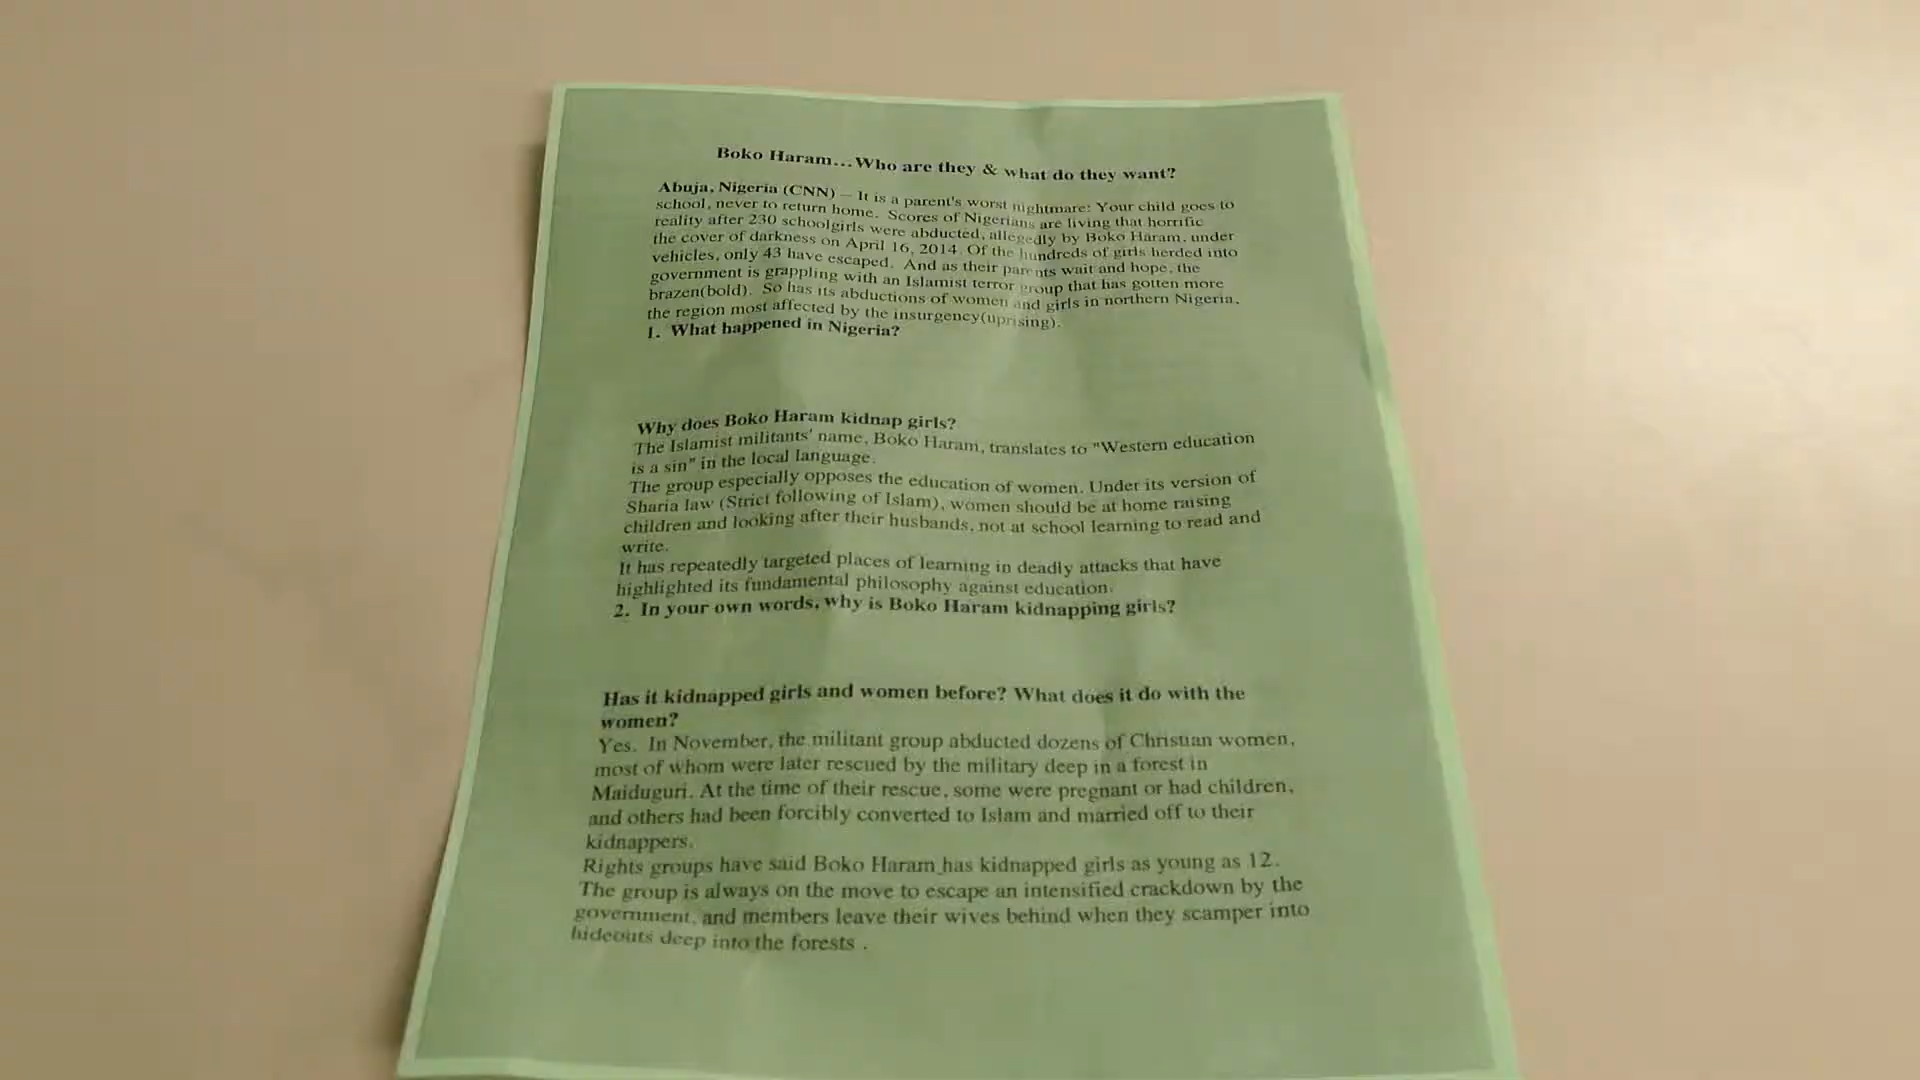 Boko Haram...Who are they & what do they want?
Abuja, Nigeria (CNN) – It is a parent's worst nightmare: Your child goes to
school, never to return home. Scores of Nigerians are living that horrific
reality after 230 schoolgirls were abducted, allegedly by Boko Haram, under
the cover of darkness on April 16, 2014. Of the hundreds of girls herded into
vehicles, only 43 have escaped. And as their parents wait and hope, the
government is grappling with an Islamist terror group that has gotten more
brazen(bold). So has its abductions of women and girls in northern Nigeria,
the region most affected by the insurgency(uprising).
1. What happened in Nigeria?
Why does Boko Haram kidnap girls?
The Islamist militants' name, Boko Haram, translates to "Western education
is a sin" in the local language.
The group especially opposes the education of women. Under its version of
Sharia law (Strict following of Islam), women should be at home raising
children and looking after their husbands, not at school learning to read and
write.
It has repeatedly targeted places of learning in deadly attacks that have
highlighted its fundamental philosophy against education.
2. In your own words, why is Boko Haram kidnapping girls?
Has it kidnapped girls and women before? What does it do with the
women?
Yes. In November, the militant group abducted dozens of Christian women,
most of whom were later rescued by the military deep in a forest in
Maiduguri. At the time of their rescue, some were pregnant or had children,
and others had been forcibly converted to Islam and married off to their
kidnappers.
Rights groups have said Boko Haram has kidnapped girls as young as 12.
The group is always on the move to escape an intensified crackdown by the
government, and members leave their wives behind when they scamper into
hideouts deep into the forests .